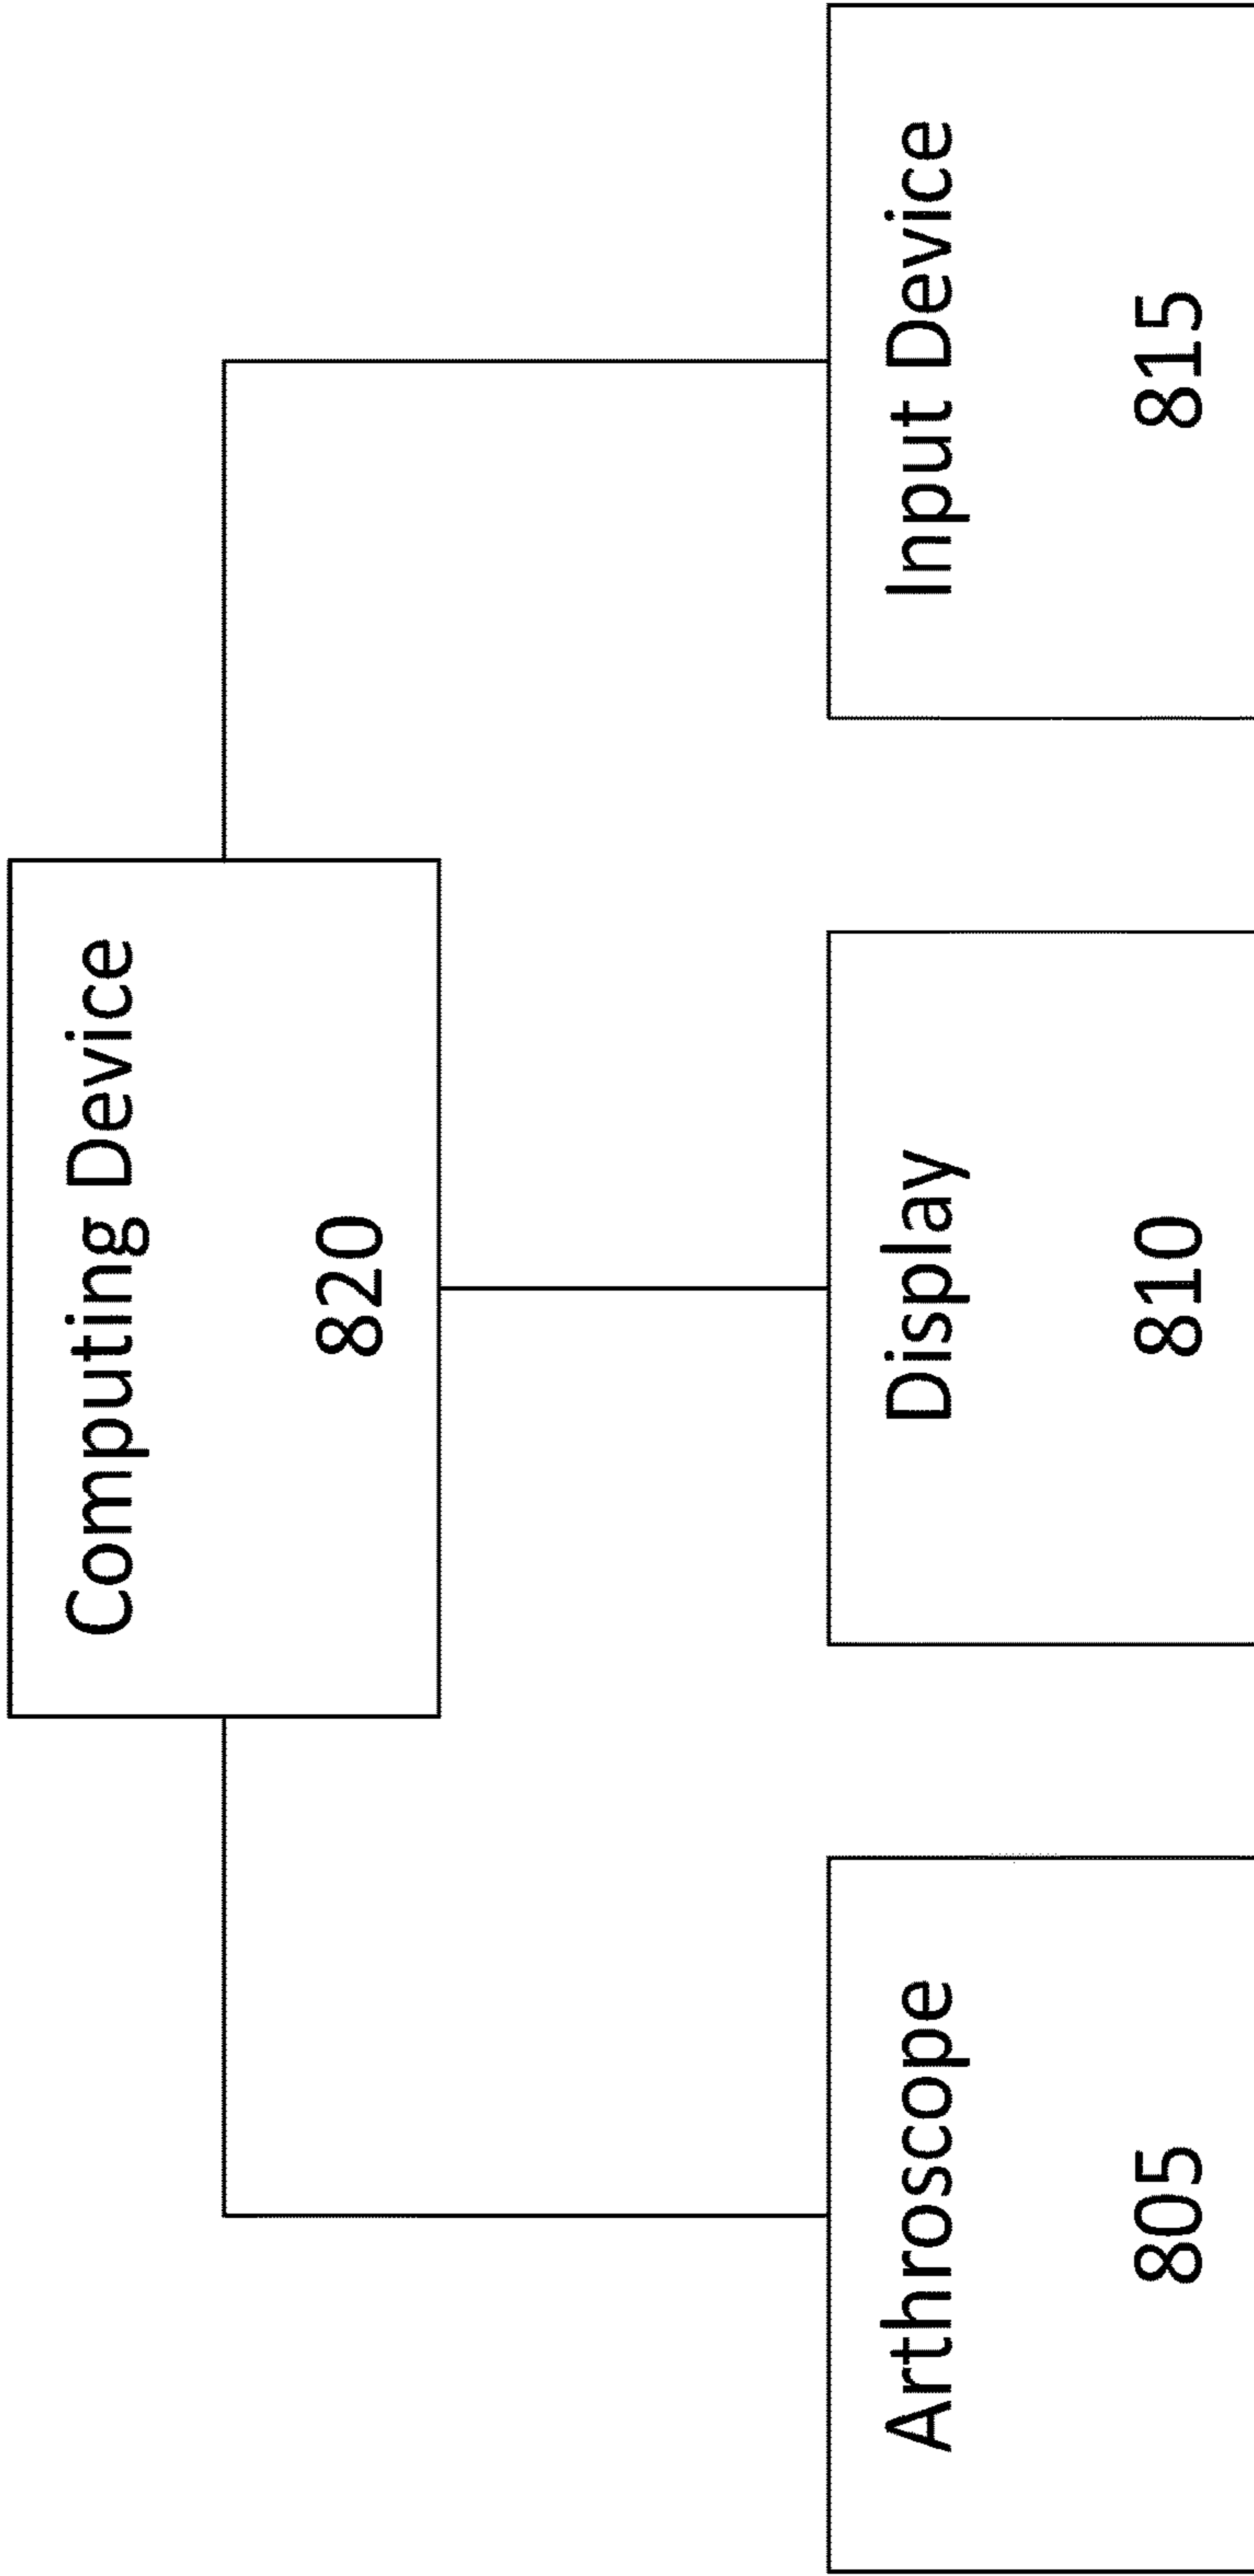 Computing Device
820
Arthroscope
805
Display
810
Input Device
815